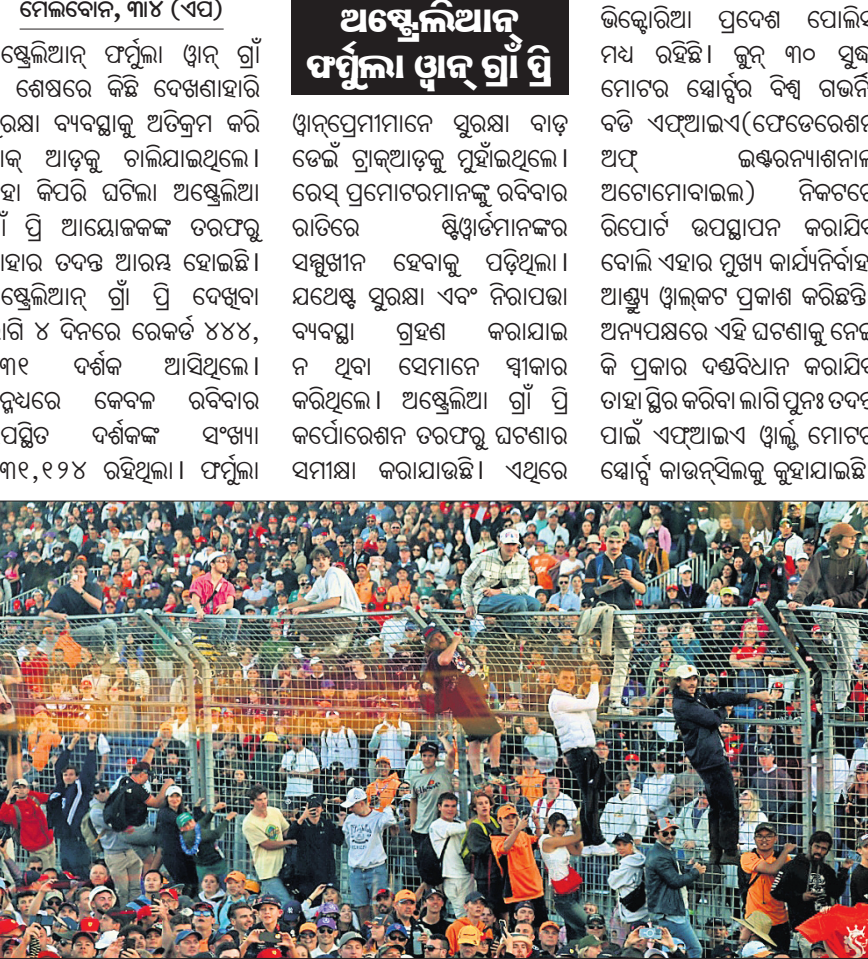 ମେଲବୋର୍ନ, ୩ା୪ (ଏପି)
ଷ୍ଟ୍ରେଲିଆନ୍ ଫର୍ମୁଲା ୱାନ୍ ଗ୍ରାଁ
ଶେଷରେ କିଛି ଦେଖଣାହାରି
ରକ୍ଷା ବ୍ୟବସ୍ଥାକୁ ଅତିକ୍ରମ କରି
ାକ୍ ଆଡ଼କୁ ଚାଲିଯାଇଥିଲେ।
ହା କିପରି ଘଟିଲା ଅଷ୍ଟ୍ରେଲିଆ
ାଁ ପ୍ରି ଆୟୋଜକଙ୍କ ତରଫରୁ
ାହାର ତଦନ୍ତ ଆରମ୍ଭ ହୋଇଛି।
ଷ୍ଟ୍ରେଲିଆନ୍ ଗ୍ରାଁ ପ୍ରି ଦେଖିବା
ାଗି ୪ ଦିନରେ ରେକର୍ଡ ୪୪୪,
୩୧ ଦର୍ଶକ ଆସିଥିଲେ।
ନ୍ମଧ୍ୟରେ କେବଳ ରବିବାର
ପସ୍ଥିତ ଦର୍ଶକଙ୍କ ସଂଖ୍ୟା
୩୧,୧୨୪ ରହିଥିଲା। ଫର୍ମୁଲା
ଅଷ୍ଟ୍ରେଲିଆନ୍
ଫର୍ମୁଲା ୱାନ୍ ଗ୍ରାଁ ପ୍ରି
ୱାନ୍‌ପ୍ରେମୀମାନେ ସୁରକ୍ଷା ବାଡ଼
ଡେଇଁ ଟ୍ରାକ୍‌ଆଡ଼କୁ ମୁହାଁଇଥିଲେ।
ରେସ୍ ପ୍ରମୋଟରମାନଙ୍କୁ ରବିବାର
ରାତିରେ ଷ୍ଟିୱାର୍ଡମାନଙ୍କର
ସମ୍ମୁଖୀନ ହେବାକୁ ପଡ଼ିଥିଲା।
ଯଥେଷ୍ଟ ସୁରକ୍ଷା ଏବଂ ନିରାପତ୍ତା
ବ୍ୟବସ୍ଥା ଗ୍ରହଣ କରାଯାଇ
ନ ଥିବା ସେମାନେ ସ୍ୱୀକାର
କରିଥିଲେ। ଅଷ୍ଟ୍ରେଲିଆ ଗ୍ରାଁ ପ୍ରି
କର୍ପୋରେଶନ ତରଫରୁ ଘଟଣାର
ସମୀକ୍ଷା କରାଯାଉଛି। ଏଥିରେ
ଭିକ୍ଟୋରିଆ ପ୍ରଦେଶ ପୋଲିସ
ମଧ୍ୟ ରହିଛି। ଜୁନ୍ ୩୦ ସୁଦ୍ଧା
ମୋଟର ସ୍ପୋର୍ଟ୍ସର ବିଶ୍ୱ ଗଭର୍ନି
ବଡି ଏଫ୍ଆଇଏ(ଫେଡେରେଶନ
ଅଫ୍ ଇଣ୍ଟରନ୍ୟାଶନାଲ
ଅଟୋମୋବାଇଲ) ନିକଟରେ
ରିପୋର୍ଟ ଉପସ୍ଥାପନ କରାଯିବ
ବୋଲି ଏହାର ମୁଖ୍ୟ କାର୍ଯ୍ୟନିର୍ବାହୀ
ଆଣ୍ଡ୍ର୍ୟୁ ୱାଲ୍‌କଟ ପ୍ରକାଶ କରିଛନ୍ତି
ଅନ୍ୟପକ୍ଷରେ ଏହି ଘଟଣାକୁ ନେଇ
କି ପ୍ରକାର ଦଣ୍ଡବିଧାନ କରାଯିବ
ତାହା ସ୍ଥିର କରିବା ଲାଗି ପୁନଃ ତଦନ୍ତ
ପାଇଁ ଏଫ୍ଆଇଏ ୱାର୍ଲ୍ଡ ମୋଟର
ସ୍ପୋର୍ଟ୍ସ କାଉନ୍‌ସିଲକୁ କୁହାଯାଇଛି